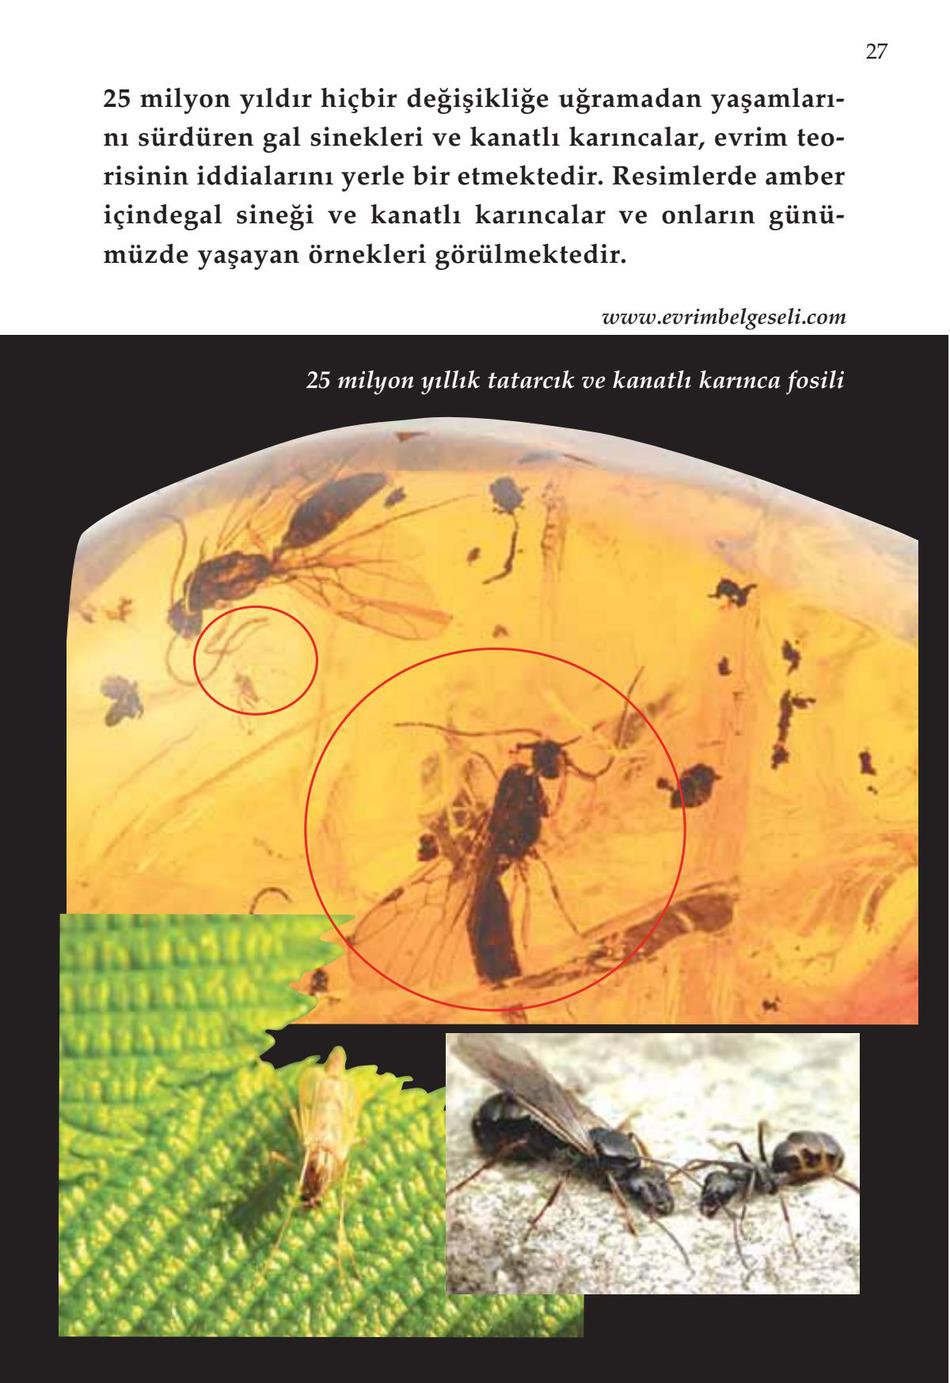 27
25 milyon yıldır hiçbir değişikliğe uğramadan yaşamları-
nı sürdüren gal sinekleri ve kanatlı karıncalar, evrim teo-
risinin iddialarını yerle bir etmektedir. Resimlerde amber
içindegal sineği ve kanatlı karıncalar ve onların günü-
müzde yaşayan örnekleri görülmektedir.
www.evrimbelgeseli.com
25 milyon yıllık tatarcık ve kanatlı karınca fosili